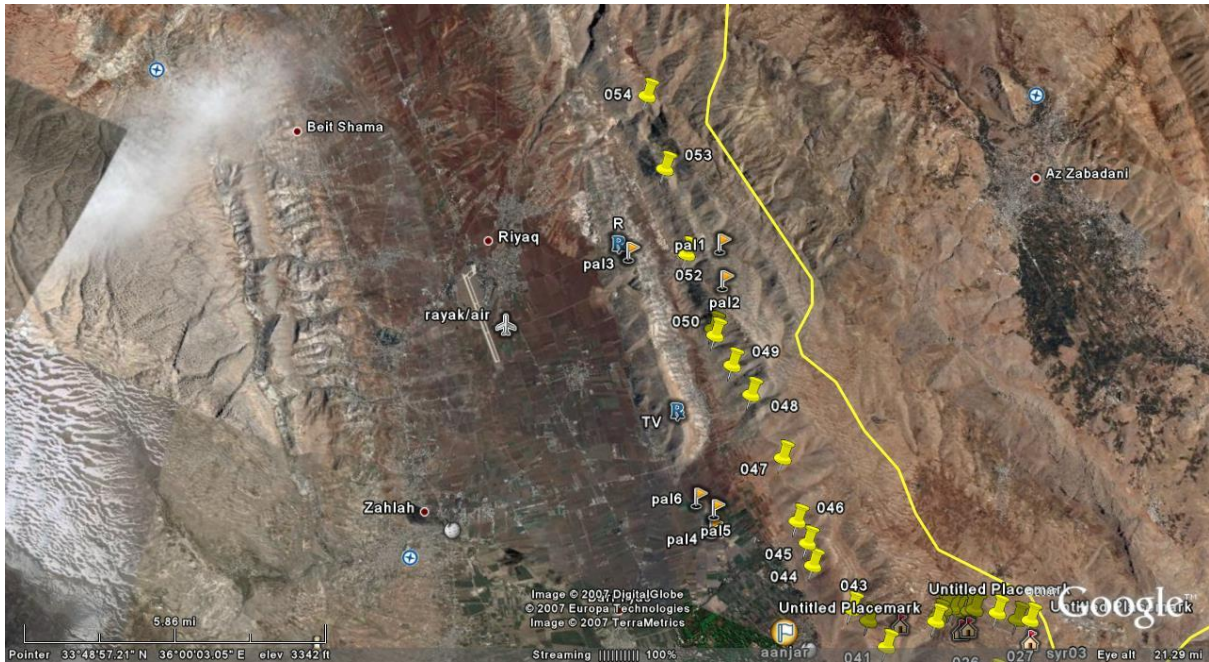 054
Beit Shama
053
Az Zabadani
R
Riyaq
pal1
pal3
052
pal2
rayak/air
050
049
048
TV
047
pal6
Zahlah
046
pal5
pal4
045
044
043
Untitled Placemark
Image © 2007 DigitalGlobe
Untitled Placemark
Untitled Placemark
© 2007 Europa Technologies
Google™
Image © 2007 TerraMetrics
5.86 mi
aanjar
041
026
027
syr03
Pointer 33°48'57.21" N 36°00'03.05" E elev 3342 ft
Streaming 100%
Eye alt 21.29 mi